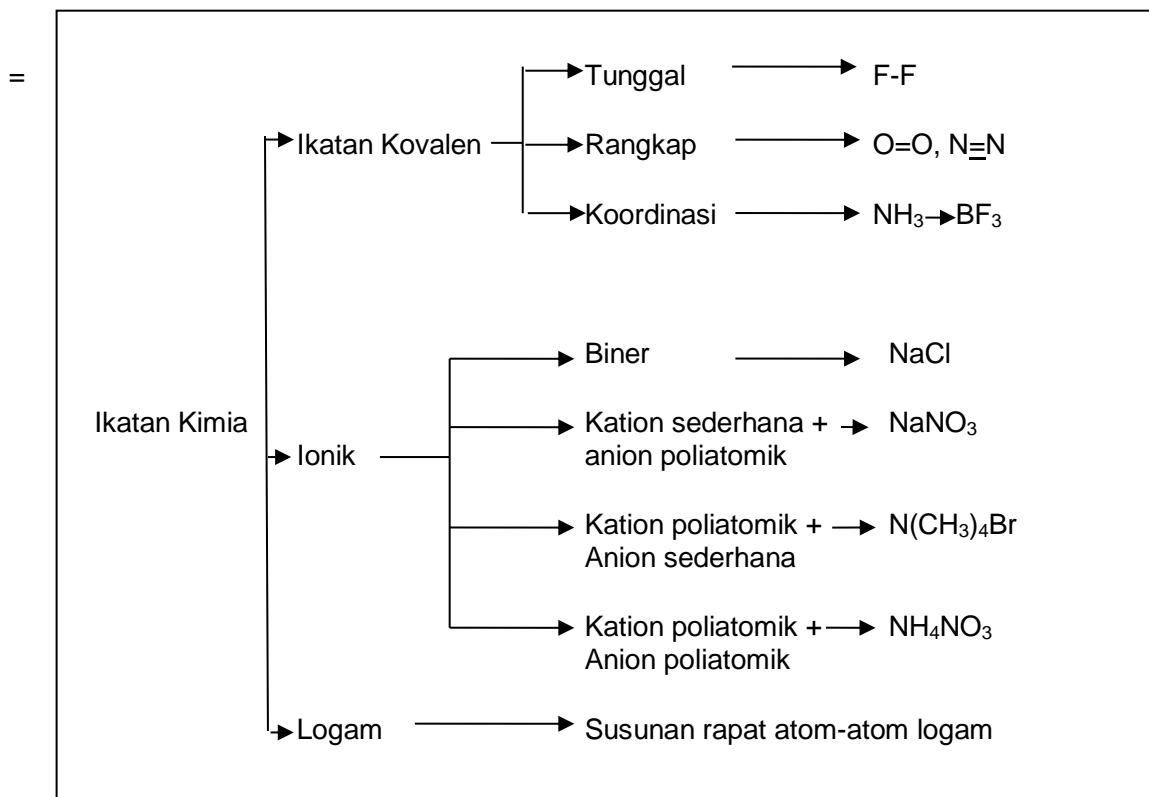 =
Tunggal → F-F
Ikatan Kovalen → Rangkap → O=O, N≡N
Koordinasi → NH₃→BF₃
Biner → NaCl
Ikatan Kimia
Kation sederhana + → NaNO₃
anion poliatomik
Ionik
Kation poliatomik + → N(CH₃)₄Br
Anion sederhana
Kation poliatomik + → NH₄NO₃
Anion poliatomik
Logam → Susunan rapat atom-atom logam